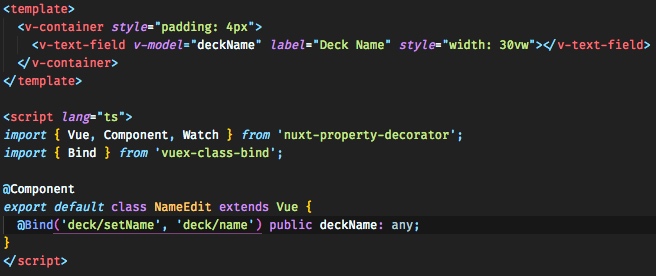 <template>
  <v-container style="padding: 4px">
    <v-text-field v-model="deckName" label="Deck Name" style="width: 30vw"></v-text-field>
  </v-container>
</template>

<script lang="ts">
import { Vue, Component, Watch } from 'nuxt-property-decorator';
import { Bind } from 'vuex-class-bind';

@Component
export default class NameEdit extends Vue {
  @Bind('deck/setName', 'deck/name') public deckName: any;
}
</script>